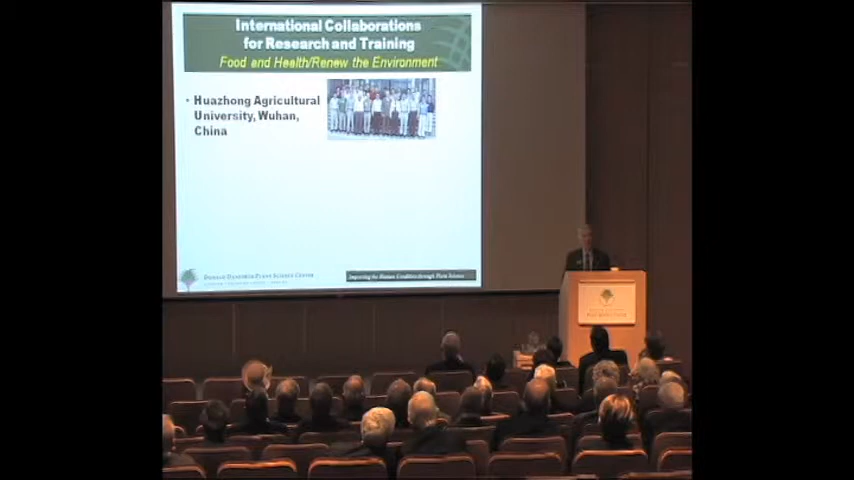 International Collaborations
for Research and Training
Food and Health/Renew the Environment
• Huazhong Agricultural
University, Wuhan,
China
Donald Danforth Plant Science Center
Improving the Human Condition through Plant Science